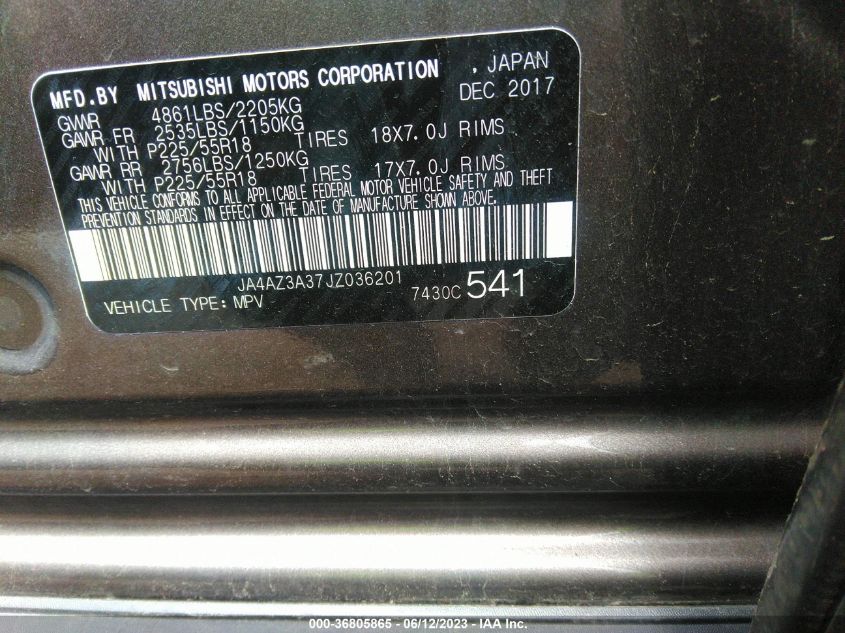 MFD.BY MITSUBISHI MOTORS CORPORATION , JAPAN
GWWR 4861LBS/2205KG DEC 2017
GAWR FR 2535LBS/1150KG
WITH P225/55R18 TIRES 18X7.0J RIMS
GAWR RR 2756LBS/1250KG
WITH P225/55R18 TIRES 17X7.0J RIMS
THIS VEHICLE CONFORMS TO ALL APPLICABLE FEDERAL MOTOR VEHICLE SAFETY AND THEFT
PREVENTION STANDARDS IN EFFECT ON THE DATE OF MANUFACTURE SHOWN ABOVE.
JA4AZ3A37JZ036201
VEHICLE TYPE: MPV 7430C 541
000-36805865 - 06/12/2023 - IAA Inc.